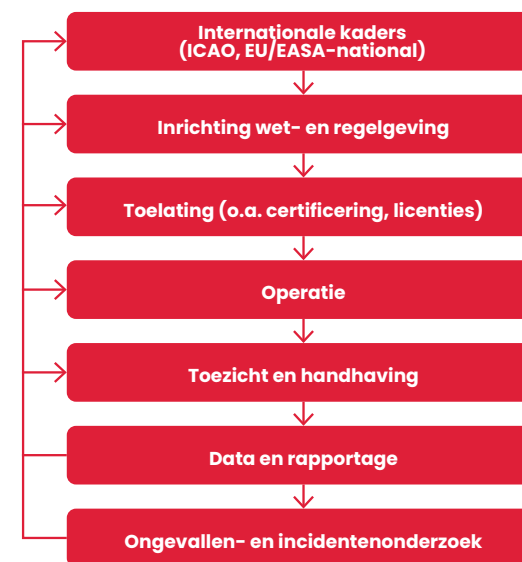 Internationale kaders
(ICAO, EU/EASA-national)
Inrichting wet- en regelgeving
Toelating (o.a. certificering, licenties)
Operatie
Toezicht en handhaving
Data en rapportage
Ongevallen- en incidentenonderzoek